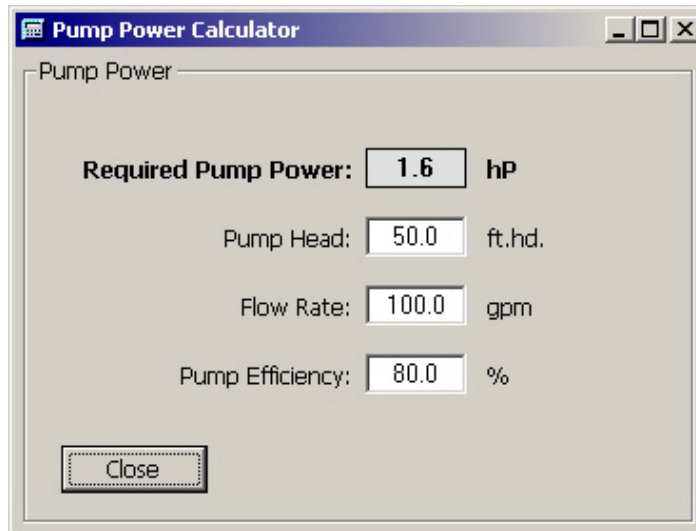 Pump Power Calculator
Pump Power
Required Pump Power: 1.6 hP
Pump Head: 50.0 ft.hd.
Flow Rate: 100.0 gpm
Pump Efficiency: 80.0 %
Close